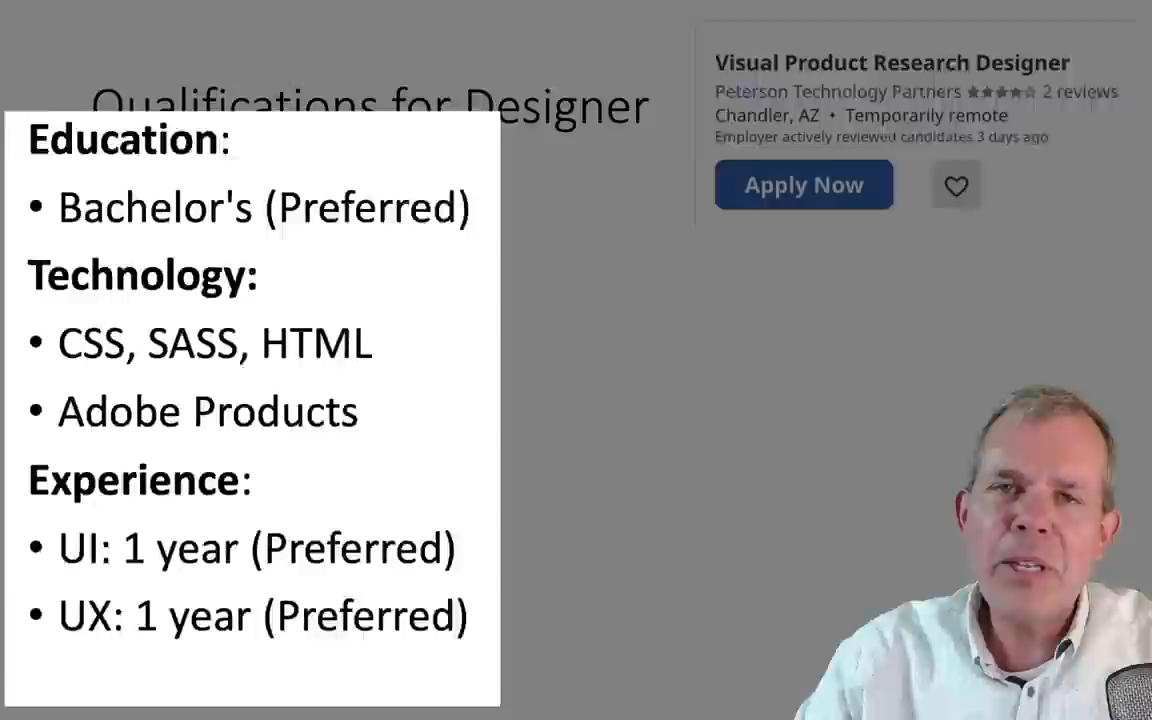 Qualifications for Designer
Education:
• Bachelor's (Preferred)
Technology:
• CSS, SASS, HTML
• Adobe Products
Experience:
• UI: 1 year (Preferred)
• UX: 1 year (Preferred)
Visual Product Research Designer
Peterson Technology Partners ★★★★☆ 2 reviews
Chandler, AZ • Temporarily remote
Employer actively reviewed candidates 3 days ago
Apply Now